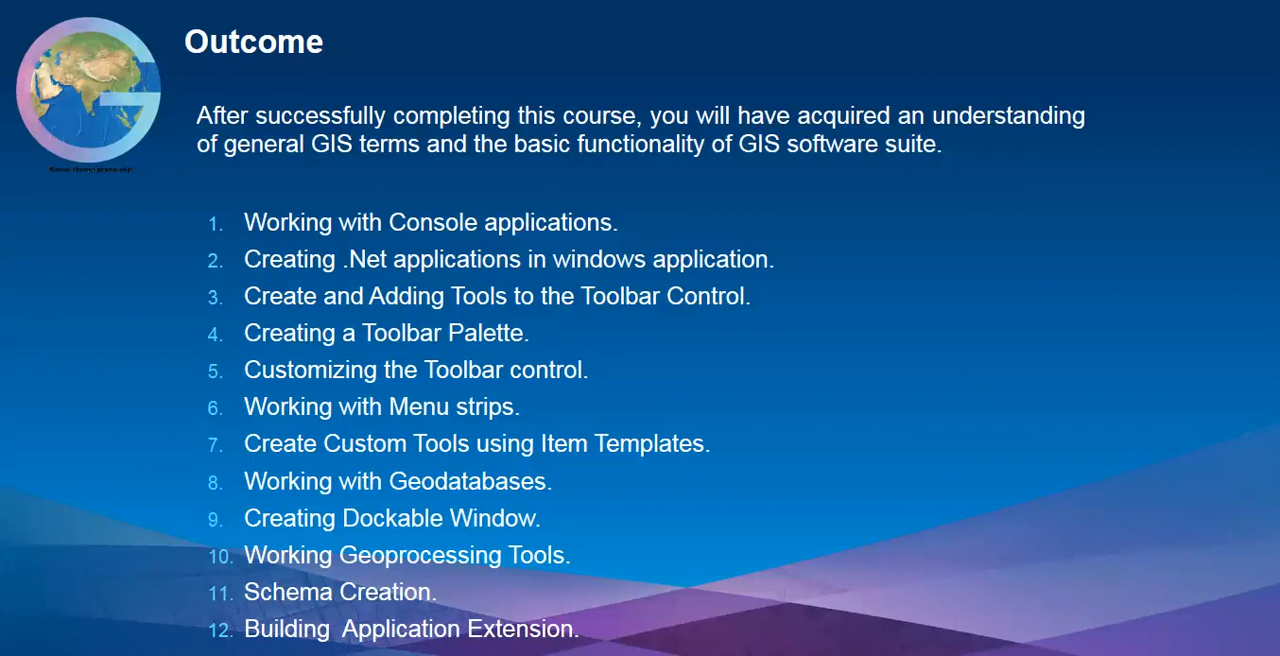 Outcome
After successfully completing this course, you will have acquired an understanding
of general GIS terms and the basic functionality of GIS software suite.
1. Working with Console applications.
2. Creating .Net applications in windows application.
3. Create and Adding Tools to the Toolbar Control.
4. Creating a Toolbar Palette.
5. Customizing the Toolbar control.
6. Working with Menu strips.
7. Create Custom Tools using Item Templates.
8. Working with Geodatabases.
9. Creating Dockable Window.
10. Working Geoprocessing Tools.
11. Schema Creation.
12. Building  Application Extension.